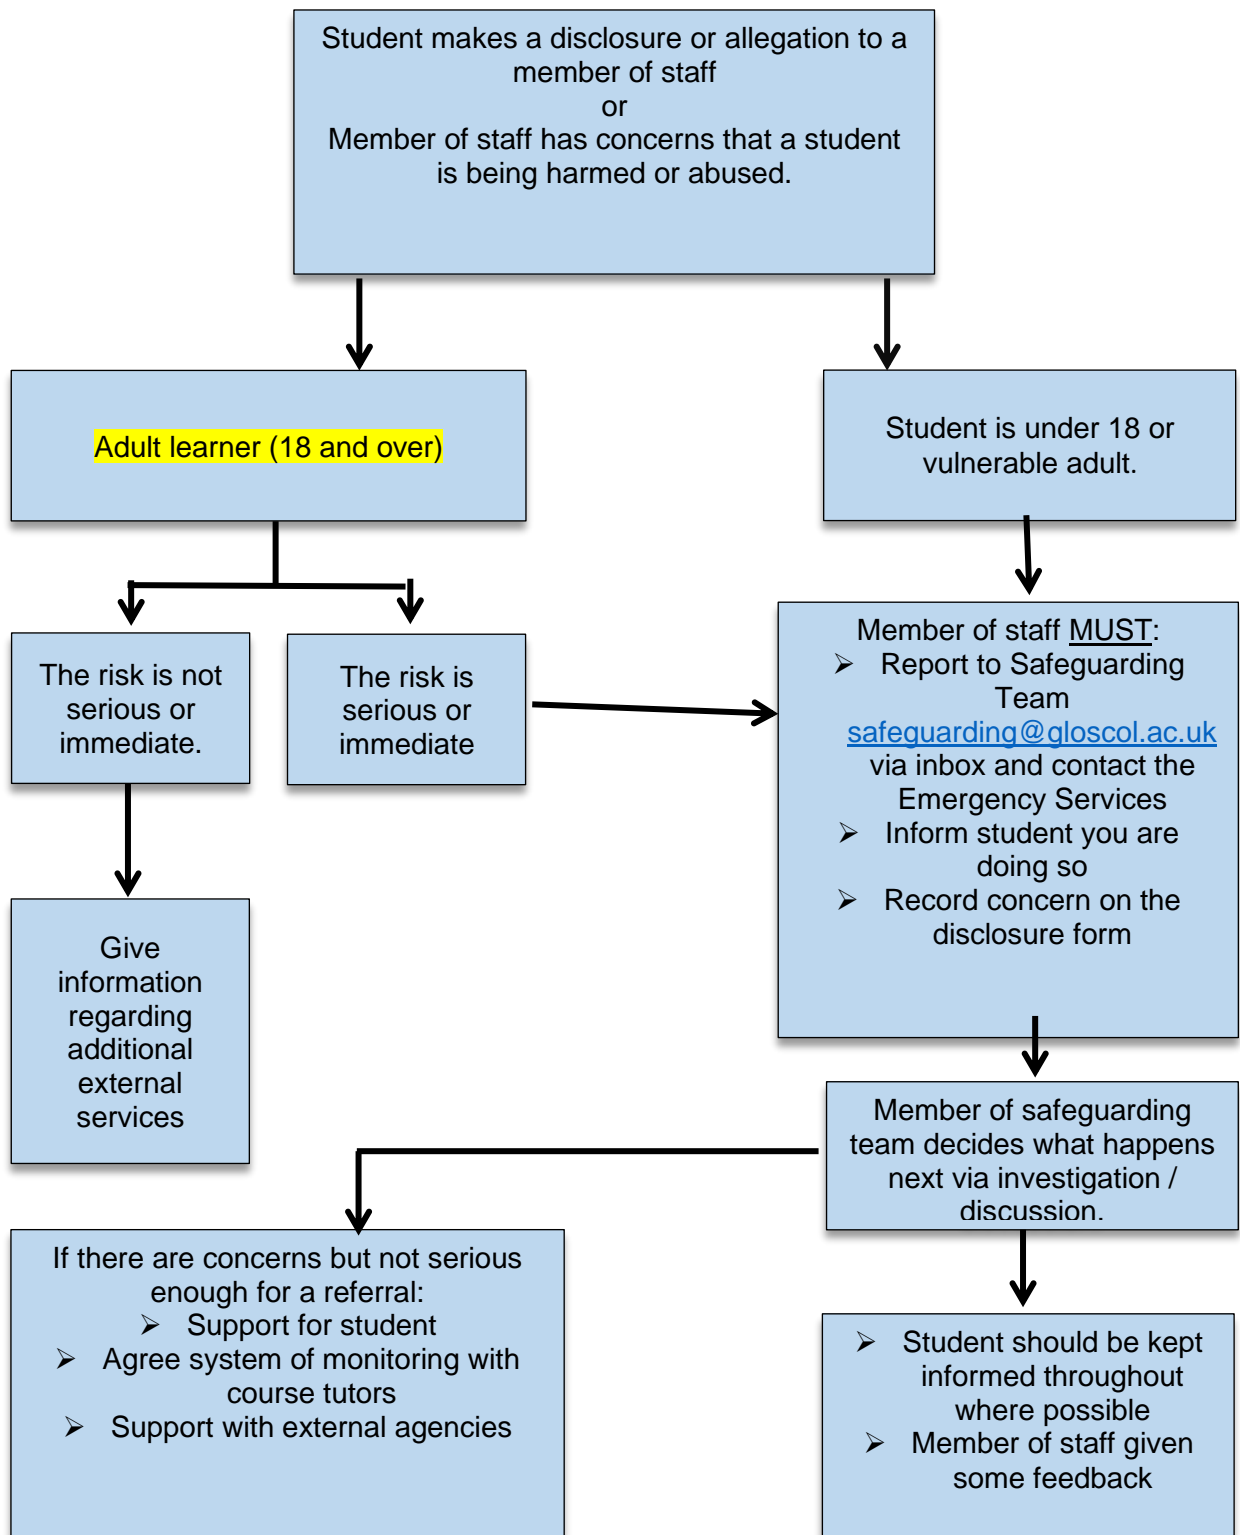 Student makes a disclosure or allegation to a
member of staff
or
Member of staff has concerns that a student
is being harmed or abused.
Adult learner (18 and over)
Student is under 18 or
vulnerable adult.
The risk is not
serious or
immediate.
The risk is
serious or
immediate
Member of staff MUST:
➢ Report to Safeguarding
Team
safeguarding@gloscol.ac.uk
via inbox and contact the
Emergency Services
➢ Inform student you are
doing so
➢ Record concern on the
disclosure form
Give
information
regarding
additional
external
services
Member of safeguarding
team decides what happens
next via investigation /
discussion.
If there are concerns but not serious
enough for a referral:
➢ Support for student
➢ Agree system of monitoring with
course tutors
➢ Support with external agencies
➢ Student should be kept
informed throughout
where possible
➢ Member of staff given
some feedback